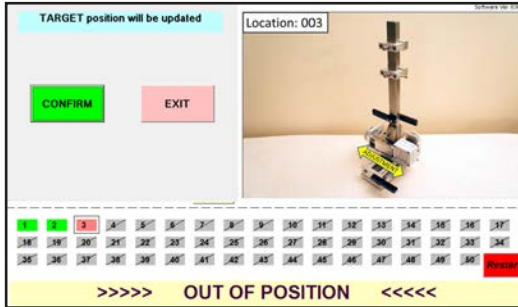 TARGET position will be updated
Location: 003
CONFIRM
EXIT
ADJUSTMENT
1 2 3 4 5 6 7 8 9 10 11 12 13 14 15 16 17
18 19 20 21 22 23 24 25 26 27 28 29 30 31 32 33 34
35 36 37 38 39 40 41 42 43 44 45 46 47 48 49 50
Restart
>>>>> OUT OF POSITION <<<<<